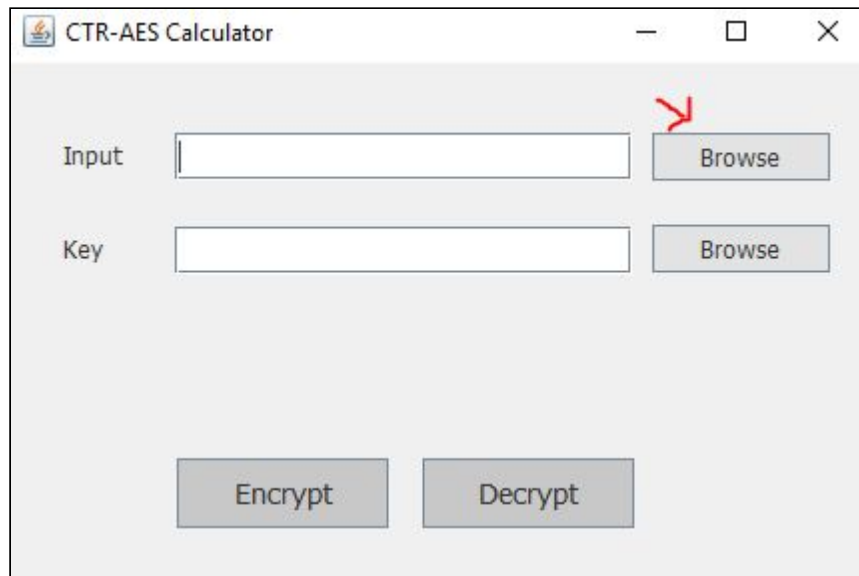 CTR-AES Calculator
Input Browse
Key Browse
Encrypt Decrypt